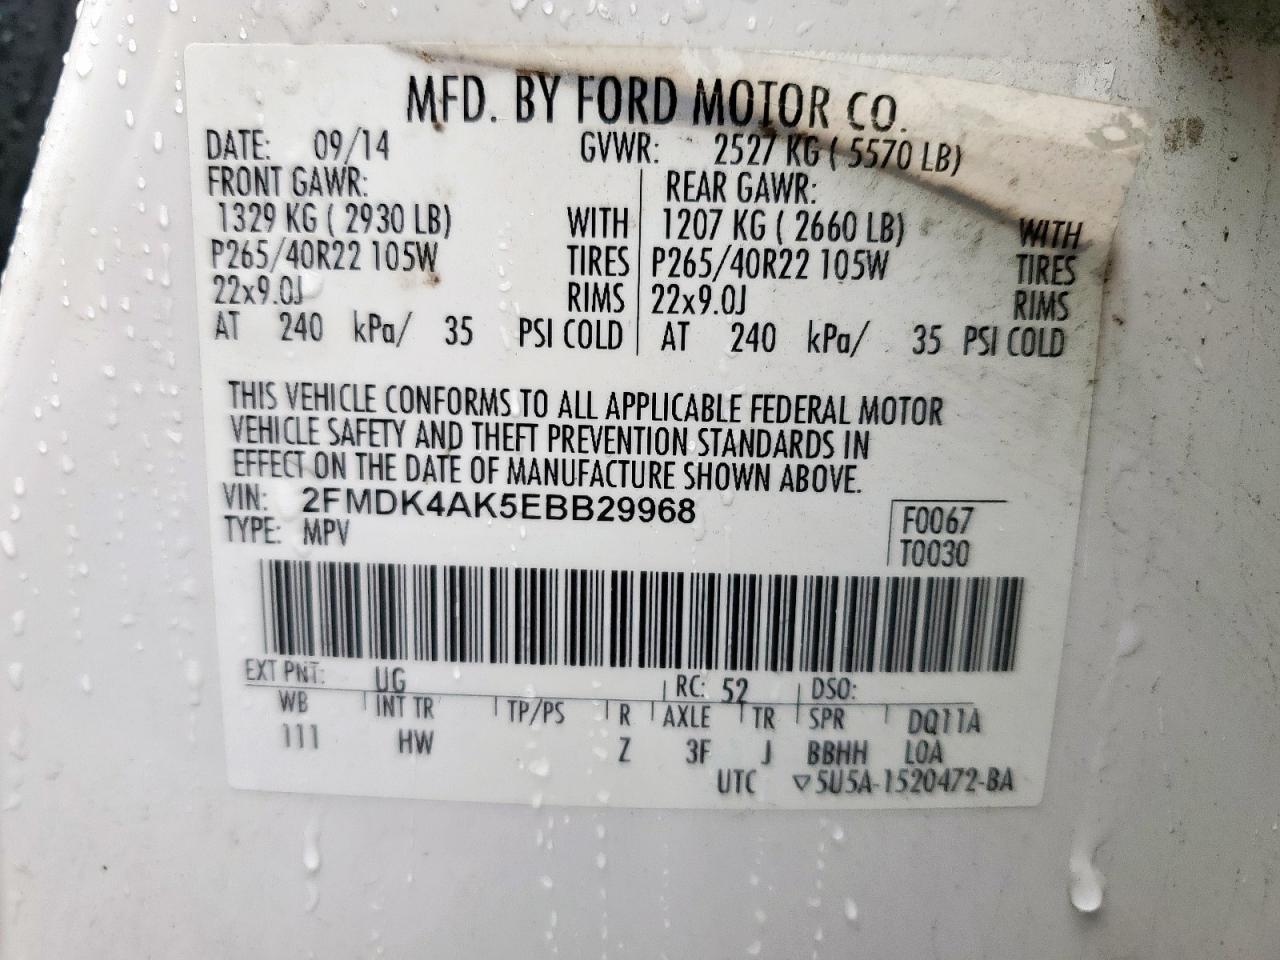 MFD. BY FORD MOTOR CO.
DATE: 09/14 GVWR: 2527 KG ( 5570 LB)
FRONT GAWR: REAR GAWR:
1329 KG ( 2930 LB) WITH 1207 KG ( 2660 LB) WITH
P265/40R22 105W TIRES P265/40R22 105W TIRES
22x9.0J RIMS 22x9.0J RIMS
AT 240 kPa/ 35 PSI COLD AT 240 kPa/ 35 PSI COLD
THIS VEHICLE CONFORMS TO ALL APPLICABLE FEDERAL MOTOR
VEHICLE SAFETY AND THEFT PREVENTION STANDARDS IN
EFFECT ON THE DATE OF MANUFACTURE SHOWN ABOVE.
VIN: 2FMDK4AK5EBB29968
TYPE: MPV
F0067
T0030
EXT PNT: UG RC: 52 DSO:
WB INT TR TP/PS R AXLE TR SPR DQ11A
111 HW Z 3F J BBHH LOA
UTC ▽5U5A-1520472-BA